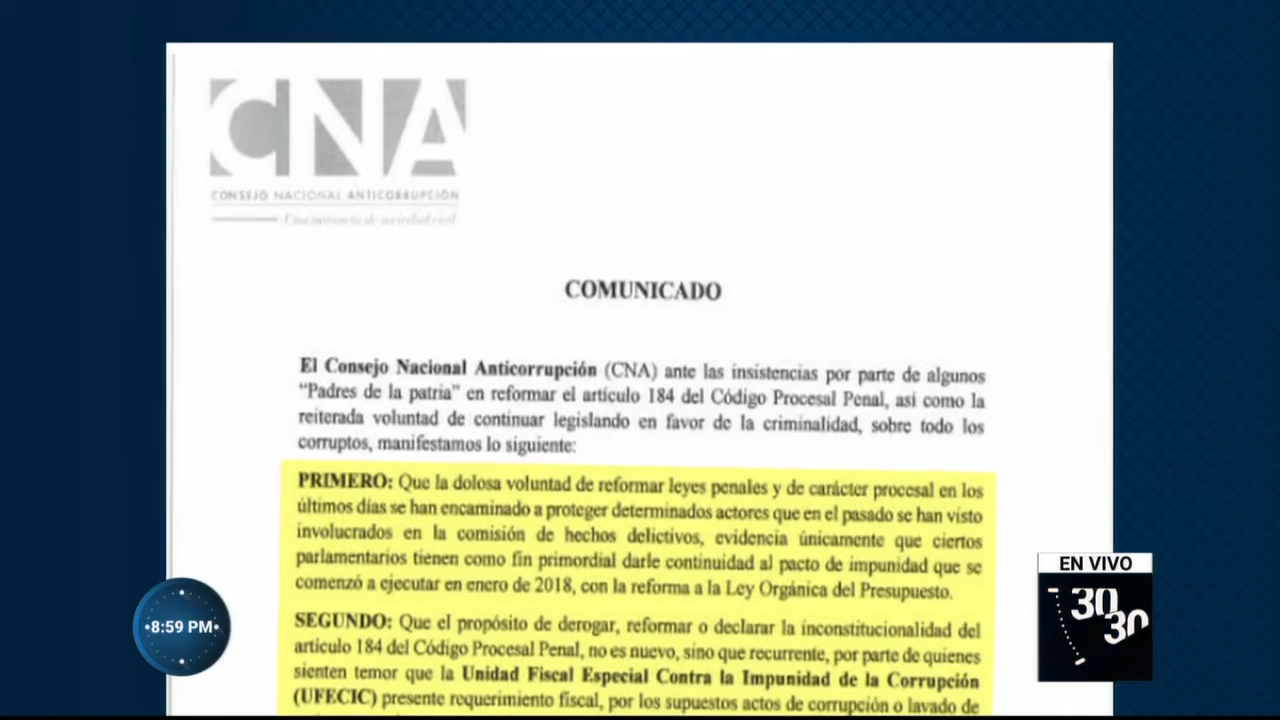 CNA
CONSEJO NACIONAL ANTICORRUPCIÓN
Una instancia de sociedad civil
COMUNICADO
El Consejo Nacional Anticorrupción (CNA) ante las insistencias por parte de algunos
“Padres de la patria” en reformar el artículo 184 del Código Procesal Penal, así como la
reiterada voluntad de continuar legislando en favor de la criminalidad, sobre todo los
corruptos, manifestamos lo siguiente:
PRIMERO: Que la dolosa voluntad de reformar leyes penales y de carácter procesal en los
últimos días se han encaminado a proteger determinados actores que en el pasado se han visto
involucrados en la comisión de hechos delictivos, evidencia únicamente que ciertos
parlamentarios tienen como fin primordial darle continuidad al pacto de impunidad que se
comenzó a ejecutar en enero de 2018, con la reforma a la Ley Orgánica del Presupuesto.
SEGUNDO: Que el propósito de derogar, reformar o declarar la inconstitucionalidad del
artículo 184 del Código Procesal Penal, no es nuevo, sino que recurrente, por parte de quienes
sienten temor que la Unidad Fiscal Especial Contra la Impunidad de la Corrupción
(UFECIC) presente requerimiento fiscal, por los supuestos actos de corrupción o lavado de
•8:59 PM•
EN VIVO
30
30